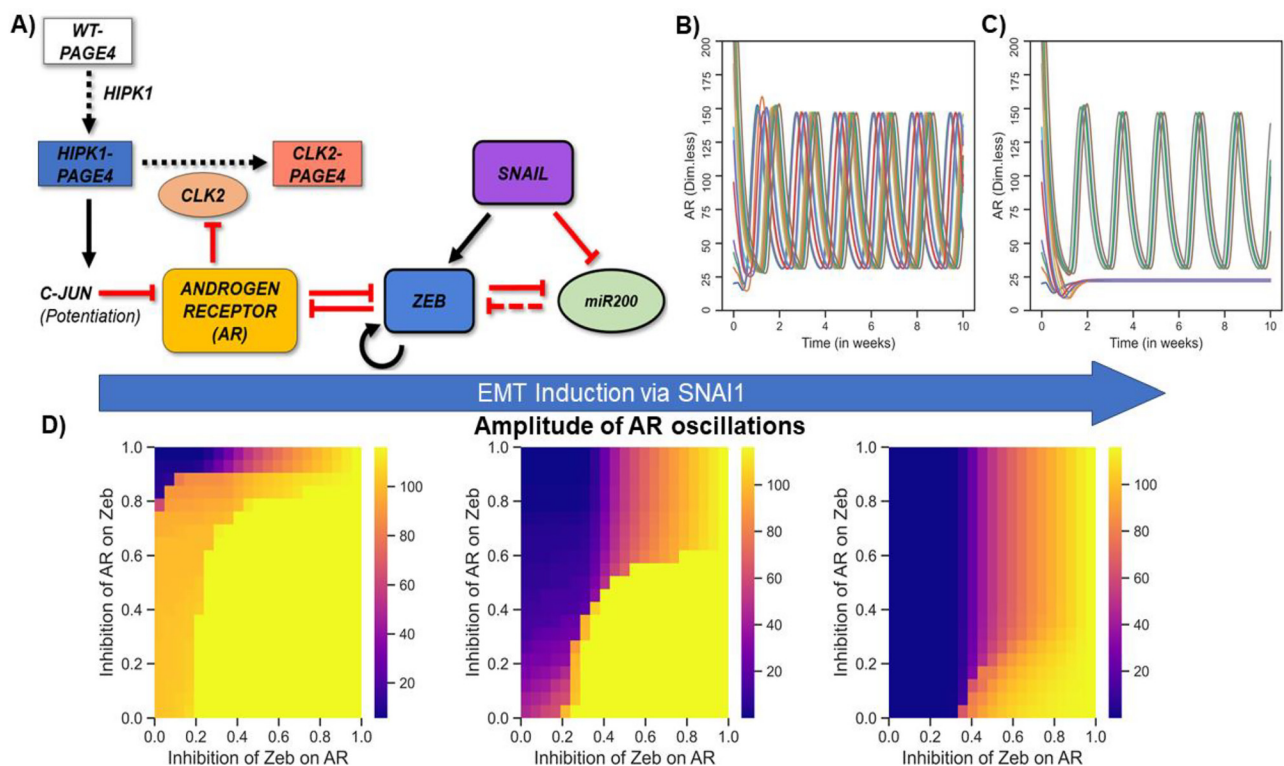 A)
WT-
PAGE4
HIPK1
HIPK1-
PAGE4
CLK2-
PAGE4
CLK2
SNAIL
C-JUN
(Potentiation)
ANDROGEN
RECEPTOR
(AR)
ZEB
miR200
B)
AR (Dim.less)
200
175
150
125
100
75
50
25
0
0 2 4 6 8 10
Time (in weeks)
C)
AR (Dim.less)
200
175
150
125
100
75
50
25
0
0 2 4 6 8 10
Time (in weeks)
EMT Induction via SNAI1
D)
Amplitude of AR oscillations
Inhibition of AR on Zeb
1.0
0.8
0.6
0.4
0.2
0.0
0.0 0.2 0.4 0.6 0.8 1.0
Inhibition of Zeb on AR
100
80
60
40
20
Inhibition of AR on Zeb
1.0
0.8
0.6
0.4
0.2
0.0
0.0 0.2 0.4 0.6 0.8 1.0
Inhibition of Zeb on AR
100
80
60
40
20
Inhibition of AR on Zeb
1.0
0.8
0.6
0.4
0.2
0.0
0.0 0.2 0.4 0.6 0.8 1.0
Inhibition of Zeb on AR
100
80
60
40
20